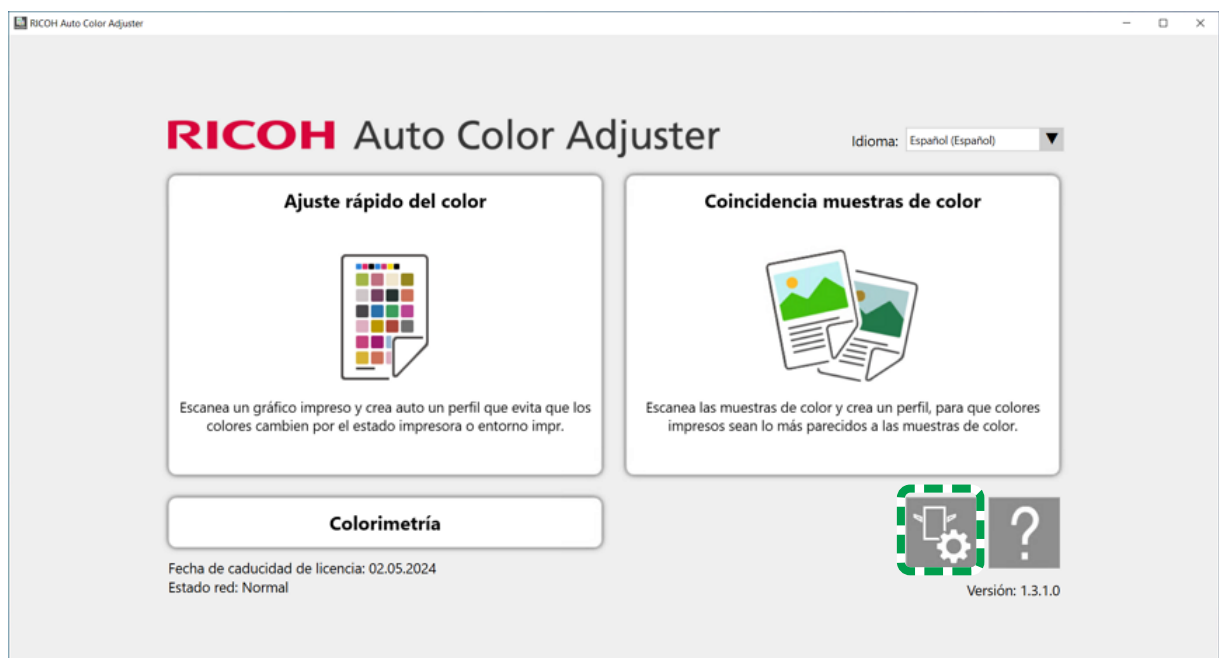 RICOH Auto Color Adjuster
RICOH Auto Color Adjuster
Idioma: Español (Español)
Ajuste rápido del color
Escanea un gráfico impreso y crea auto un perfil que evita que los
colores cambien por el estado impresora o entorno impr.
Coincidencia muestras de color
Escanea las muestras de color y crea un perfil, para que colores
impresos sean lo más parecidos a las muestras de color.
Colorimetría
?
Fecha de caducidad de licencia: 02.05.2024
Estado red: Normal
Versión: 1.3.1.0